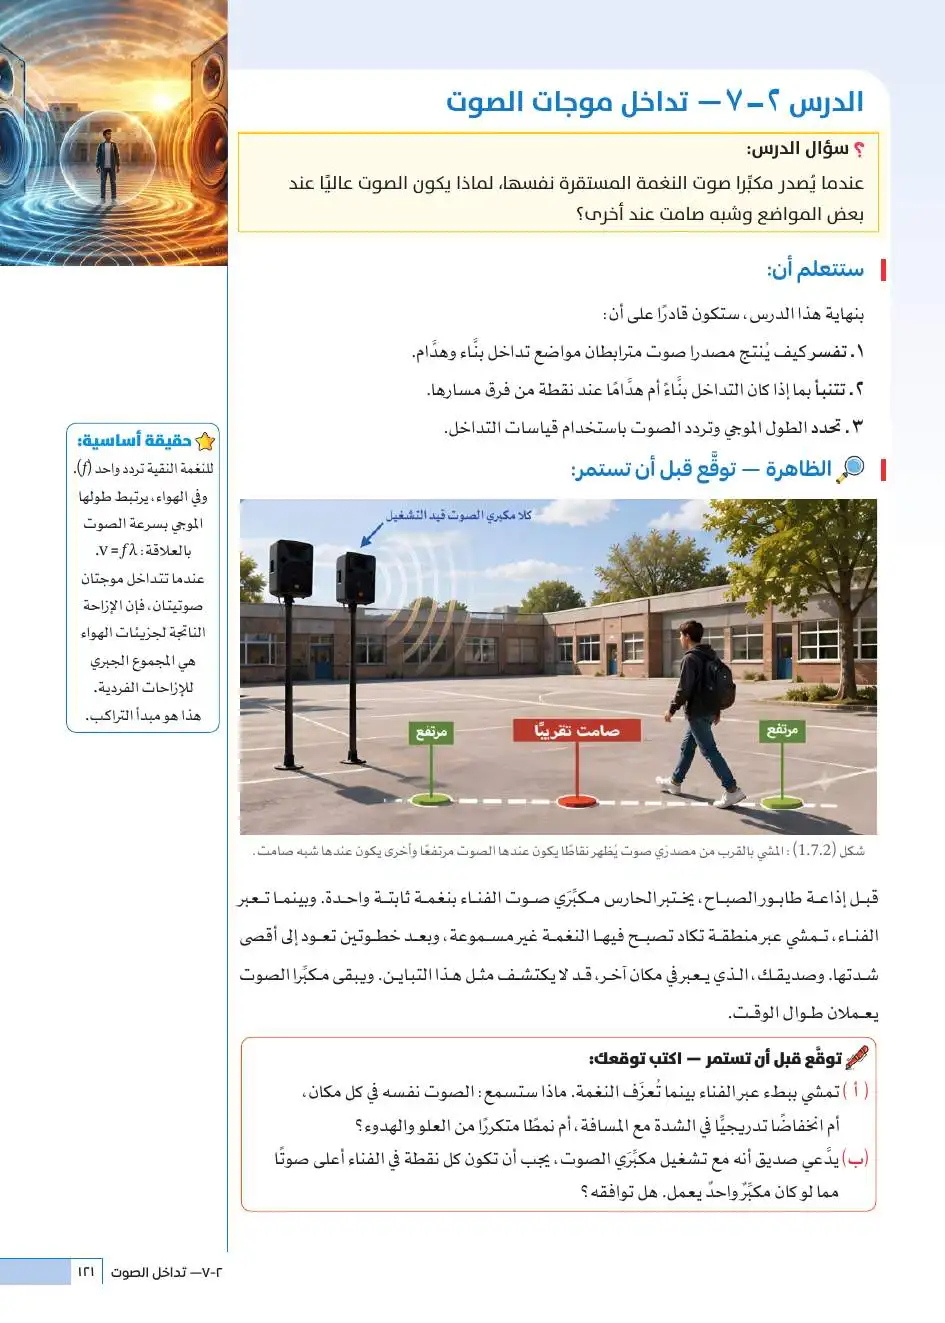 الدرس ٢-٧ – تداخل موجات الصوت
؟ سؤال الدرس:
عندما يُصدر مكبِّرا صوت النغمة المستقرة نفسها، لماذا يكون الصوت عاليًا عند
بعض المواضع وشبه صامت عند أخرى؟
ستتعلم أن:
بنهاية هذا الدرس، ستكون قادرًا على أن:
١. تفسر كيف يُنتج مصدرا صوت مترابطان مواضع تداخل بنَّاء وهدَّام.
٢. تتنبأ بما إذا كان التداخل بنَّاءً أم هدَّامًا عند نقطة من فرق مسارها.
٣. تحدد الطول الموجي وتردد الصوت باستخدام قياسات التداخل.
حقيقة أساسية:
للنغمة النقية تردد واحد (f).
وفي الهواء، يرتبط طولها
الموجي بسرعة الصوت
بالعلاقة: v = fλ.
عندما تتداخل موجتان
صوتيتان، فإن الإزاحة
الناتجة لجزيئات الهواء
هي المجموع الجبري
للإزاحات الفردية.
هذا هو مبدأ التراكب.
الظاهرة — توقَّع قبل أن تستمر:
كلا مكبري الصوت قيد التشغيل
مرتفع
صامت تقريبًا
مرتفع
شكل (1.7.2) : المشي بالقرب من مصدرَي صوت يُظهر نقاطًا يكون عندها الصوت مرتفعًا وأخرى يكون عندها شبه صامت.
قبل إذاعة طابور الصباح، يختبر الحارس مكبِّرَي صوت الفناء بنغمة ثابتة واحدة. وبينما تعبر
الفناء، تمشي عبر منطقة تكاد تصبح فيها النغمة غير مسموعة، وبعد خطوتين تعود إلى أقصى
شدتها. وصديقك، الذي يعبر في مكان آخر، قد لا يكتشف مثل هذا التباين. ويبقى مكبِّرا الصوت
يعملان طوال الوقت.
توقَّع قبل أن تستمر — اكتب توقعك:
(أ) تمشي ببطء عبر الفناء بينما تُعزَف النغمة. ماذا ستسمع: الصوت نفسه في كل مكان،
أم انخفاضًا تدريجيًّا في الشدة مع المسافة، أم نمطًا متكررًا من العلو والهدوء؟
(ب) يدَّعي صديق أنه مع تشغيل مكبِّرَي الصوت، يجب أن تكون كل نقطة في الفناء أعلى صوتًا
مما لو كان مكبِّرٌ واحدٌ يعمل. هل توافقه؟
٢-٧– تداخل الصوت
١٢١